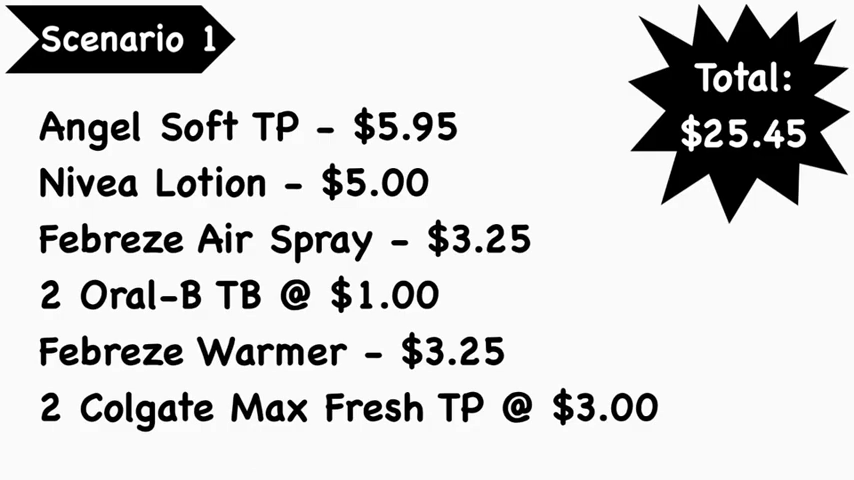 Scenario 1
Total:
$25.45
Angel Soft TP - $5.95
Nivea Lotion - $5.00
Febreze Air Spray - $3.25
2 Oral-B TB @ $1.00
Febreze Warmer - $3.25
2 Colgate Max Fresh TP @ $3.00